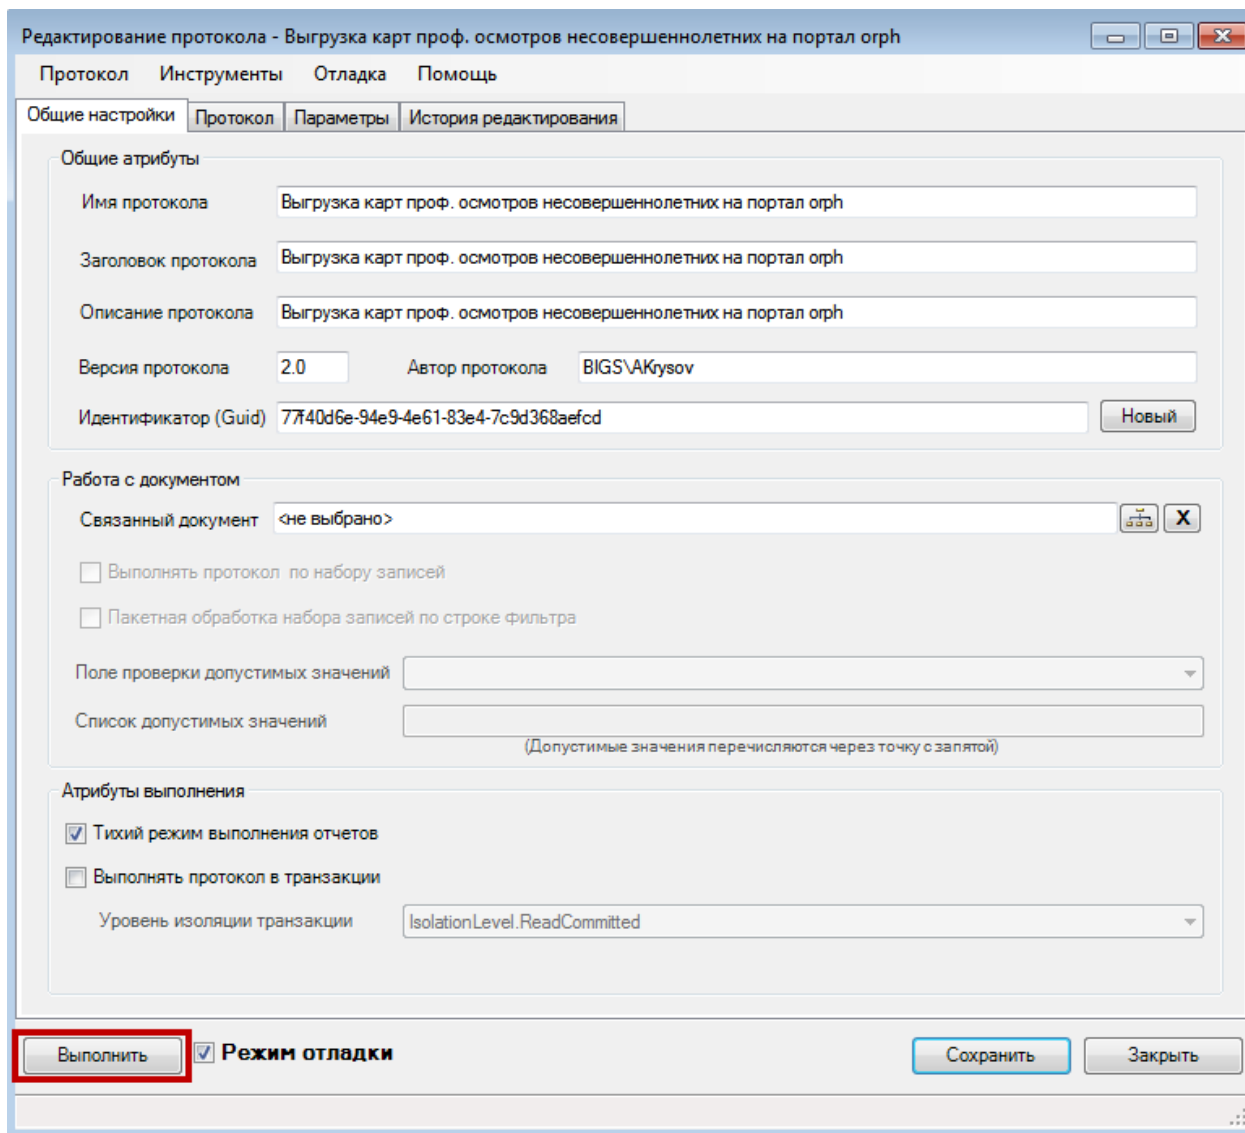 Редактирование протокола - Выгрузка карт проф. осмотров несовершеннолетних на портал orph
Протокол Инструменты Отладка Помощь
Общие настройки Протокол Параметры История редактирования
Общие атрибуты
Имя протокола Выгрузка карт проф. осмотров несовершеннолетних на портал orph
Заголовок протокола Выгрузка карт проф. осмотров несовершеннолетних на портал orph
Описание протокола Выгрузка карт проф. осмотров несовершеннолетних на портал orph
Версия протокола 2.0 Автор протокола BIGS\AKrysov
Идентификатор (Guid) 77f40d6e-94e9-4e61-83e4-7c9d368aefcd Новый
Работа с документом
Связанный документ <не выбрано> X
Выполнять протокол по набору записей
Пакетная обработка набора записей по строке фильтра
Поле проверки допустимых значений
Список допустимых значений
(Допустимые значения перечисляются через точку с запятой)
Атрибуты выполнения
Тихий режим выполнения отчетов
Выполнять протокол в транзакции
Уровень изоляции транзакции IsolationLevel.ReadCommitted
Выполнить Режим отладки Сохранить Закрыть